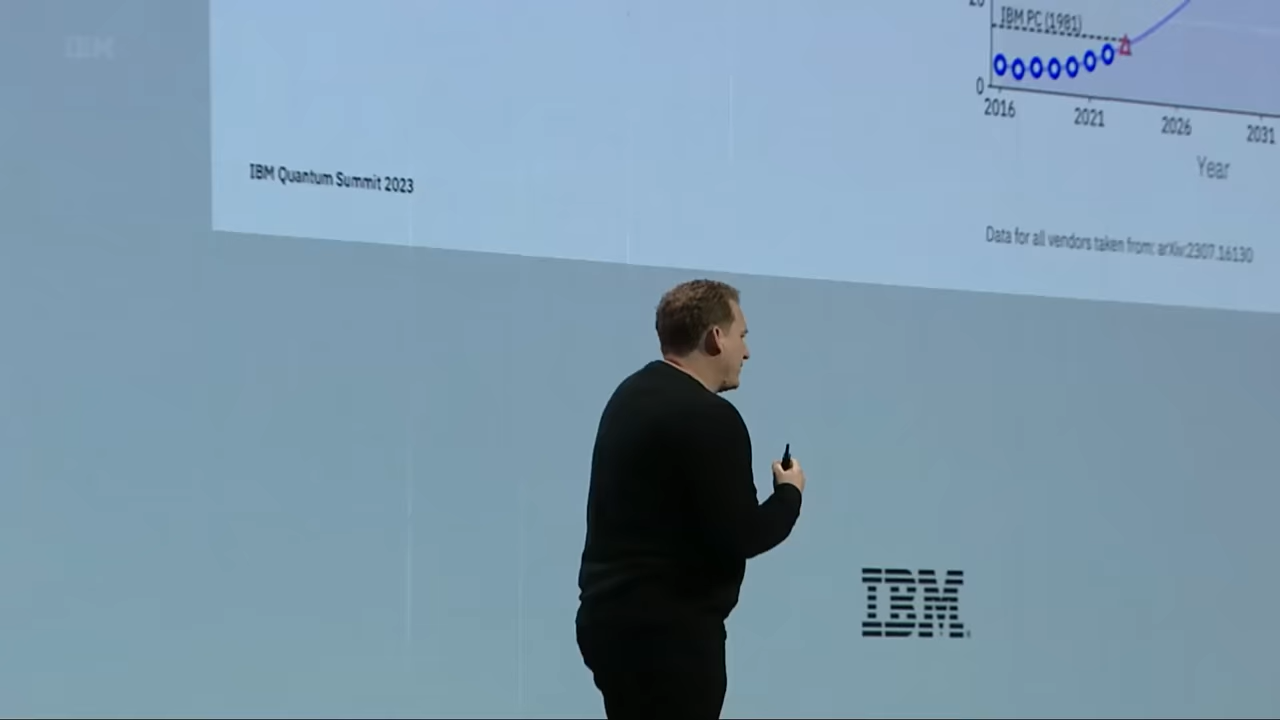 IBM
20
IBM PC (1981)
0
2016
2021
2026
2031
Year
IBM Quantum Summit 2023
Data for all vendors taken from: arXiv:2307.16130
IBM